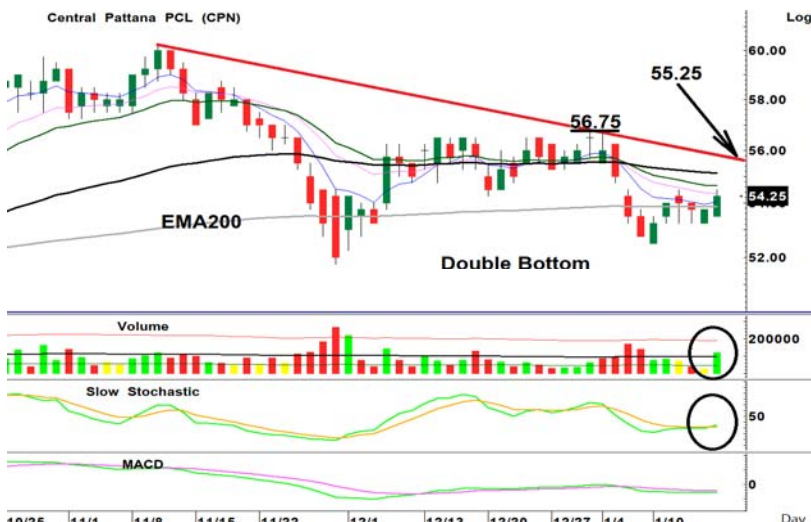 Central Pattana PCL (CPN)
Log
60.00
55.25
58.00
56.75
56.00
54.25
EMA200
Double Bottom
52.00
Volume
200000
Slow Stochastic
50
MACD
0
10/25 11/1 11/8 11/15 11/22 12/1 12/13 12/20 12/27 1/4 1/10 Day